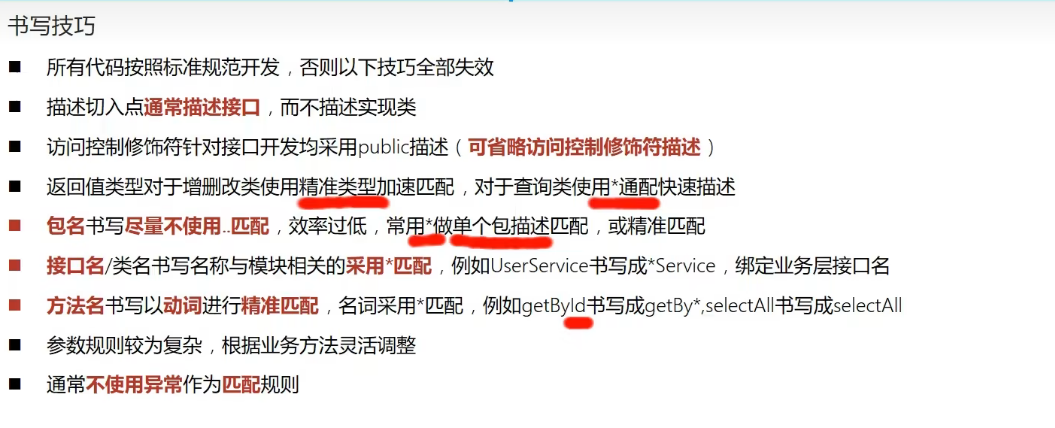 书写技巧
所有代码按照标准规范开发，否则以下技巧全部失效
描述切入点通常描述接口，而不描述实现类
访问控制修饰符针对接口开发均采用public描述（可省略访问控制修饰符描述）
返回值类型对于增删改类使用精准类型加速匹配，对于查询类使用*通配快速描述
包名书写尽量不使用..匹配，效率过低，常用*做单个包描述匹配，或精准匹配
接口名/类名书写名称与模块相关的采用*匹配，例如UserService书写成*Service，绑定业务层接口名
方法名书写以动词进行精准匹配，名词采用*匹配，例如getById书写成getBy*,selectAll书写成selectAll
参数规则较为复杂，根据业务方法灵活调整
通常不使用异常作为匹配规则